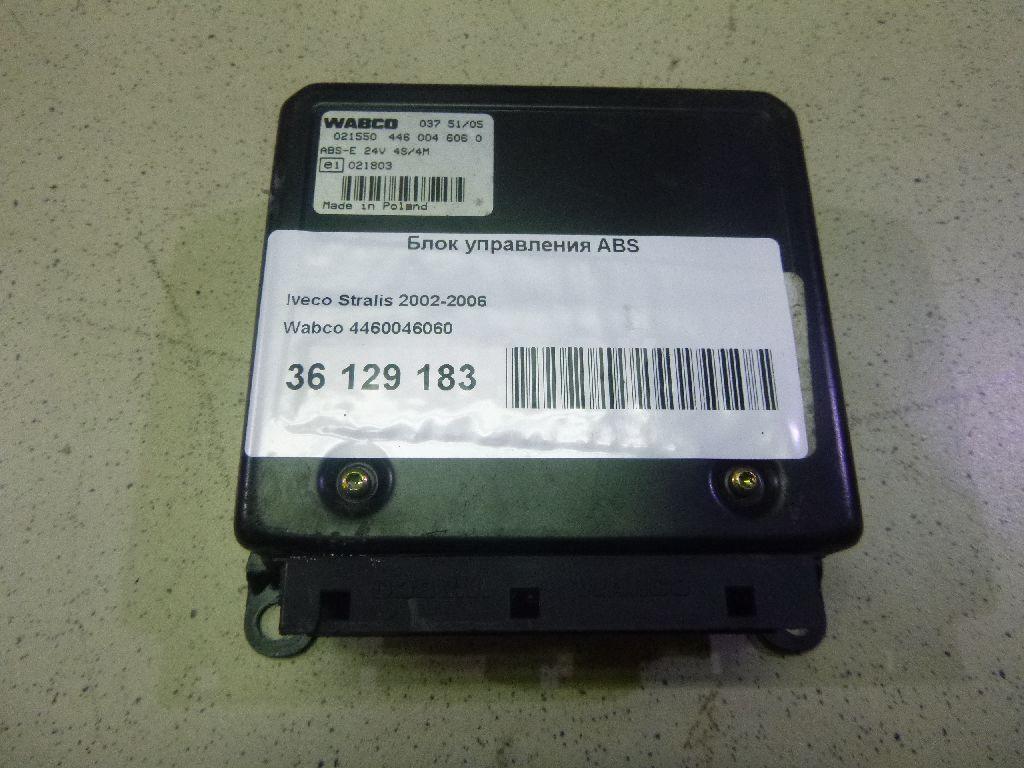 WABCO 037 51/05
021550 446 004 606 0
ABS-E 24V 4S/4M
e1 021803
Made in Poland
Блок управления ABS
Iveco Stralis 2002-2006
Wabco 4460046060
36 129 183